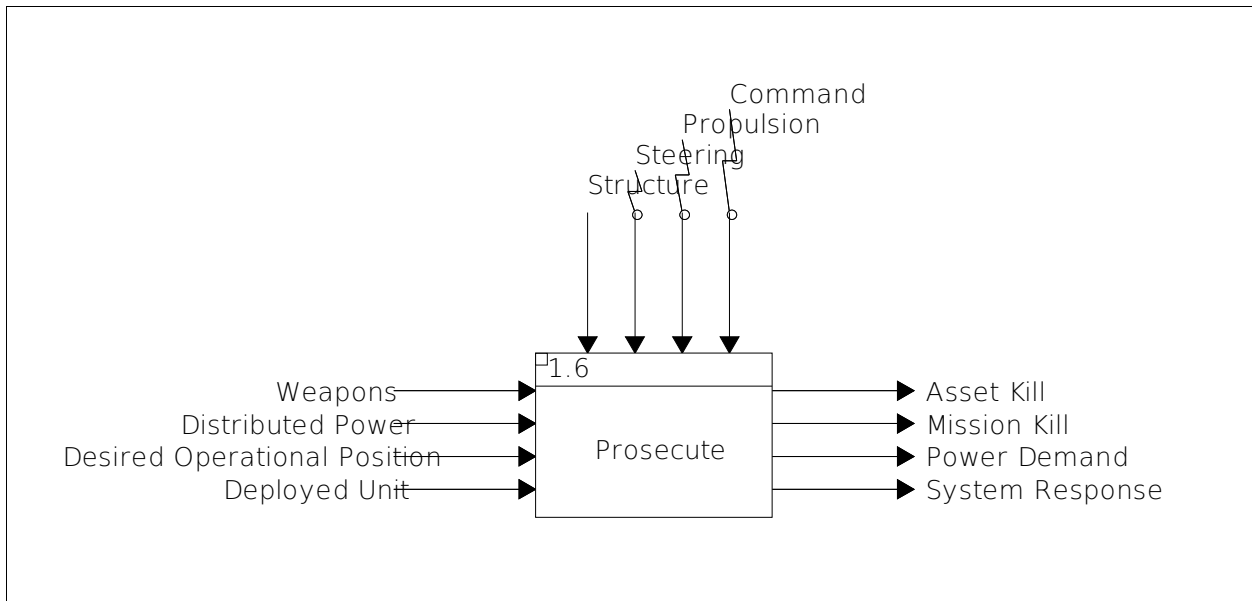 Command
Propulsion
Steering
Structure
1.6
Prosecute
Weapons
Distributed Power
Desired Operational Position
Deployed Unit
Asset Kill
Mission Kill
Power Demand
System Response